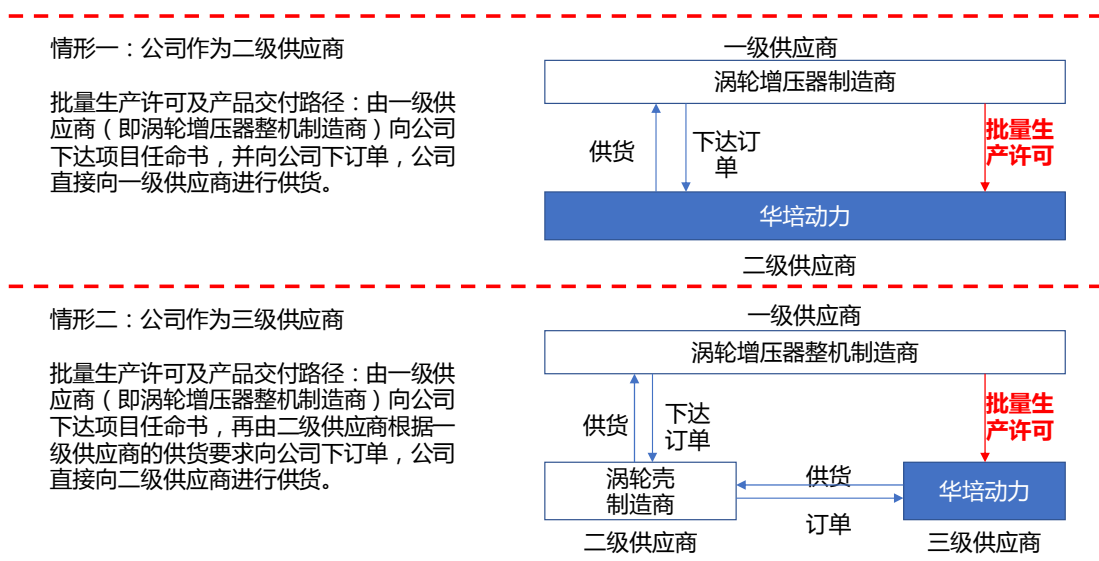 情形一：公司作为二级供应商
批量生产许可及产品交付路径：由一级供
应商（即涡轮增压器整机制造商）向公司
下达项目任命书，并向公司下订单，公司
直接向一级供应商进行供货。
一级供应商
涡轮增压器制造商
供货
下达订
单
批量生
产许可
华培动力
二级供应商
情形二：公司作为三级供应商
批量生产许可及产品交付路径：由一级供
应商（即涡轮增压器整机制造商）向公司
下达项目任命书，再由二级供应商根据一
级供应商的供货要求向公司下订单，公司
直接向二级供应商进行供货。
一级供应商
涡轮增压器整机制造商
供货
下达
订单
批量生
产许可
涡轮壳
制造商
供货
订单
华培动力
二级供应商
三级供应商